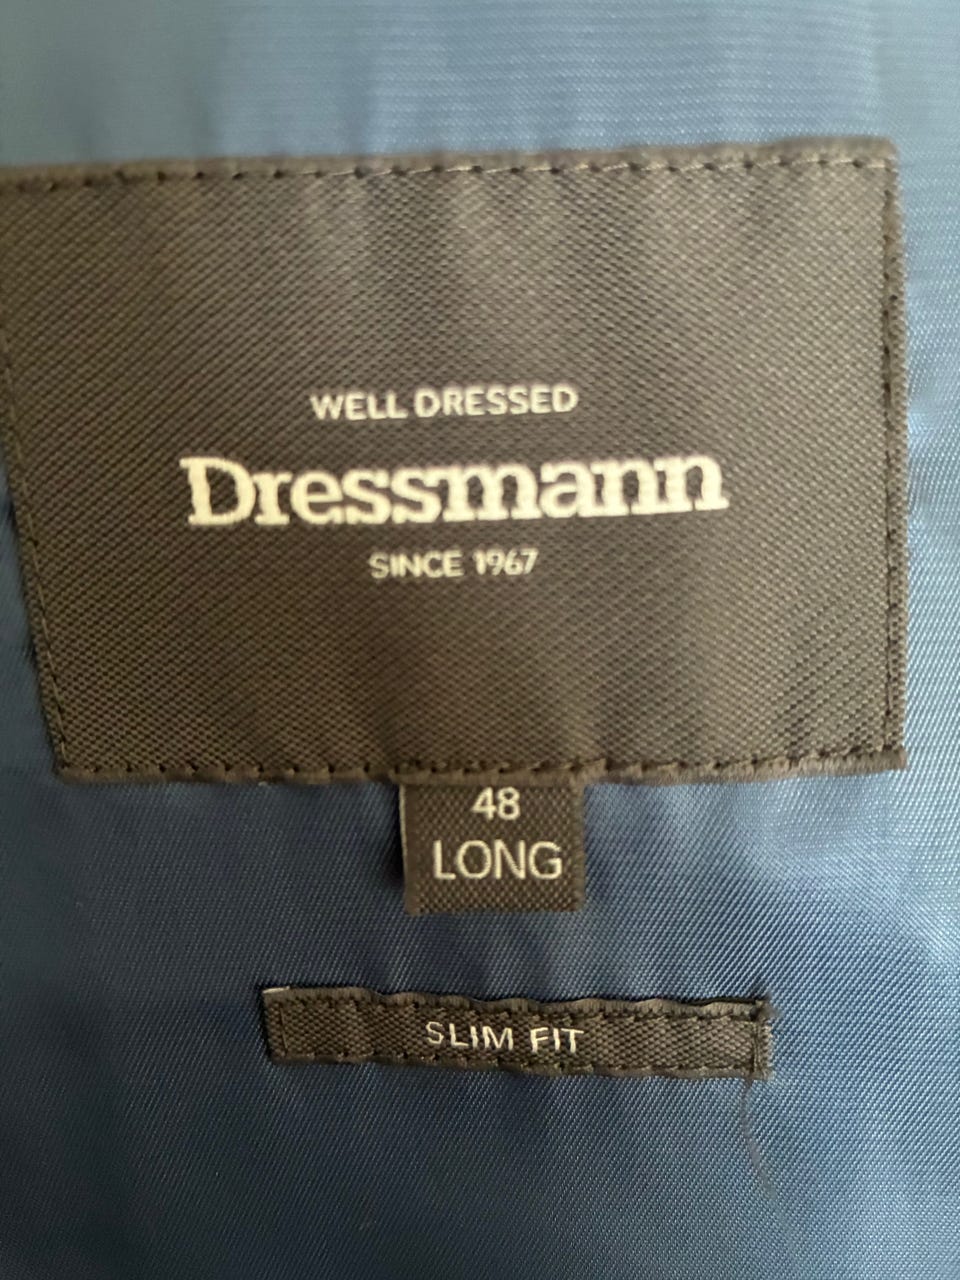 WELL DRESSED
Dressmann
SINCE 1967
48
LONG
SLIM FIT